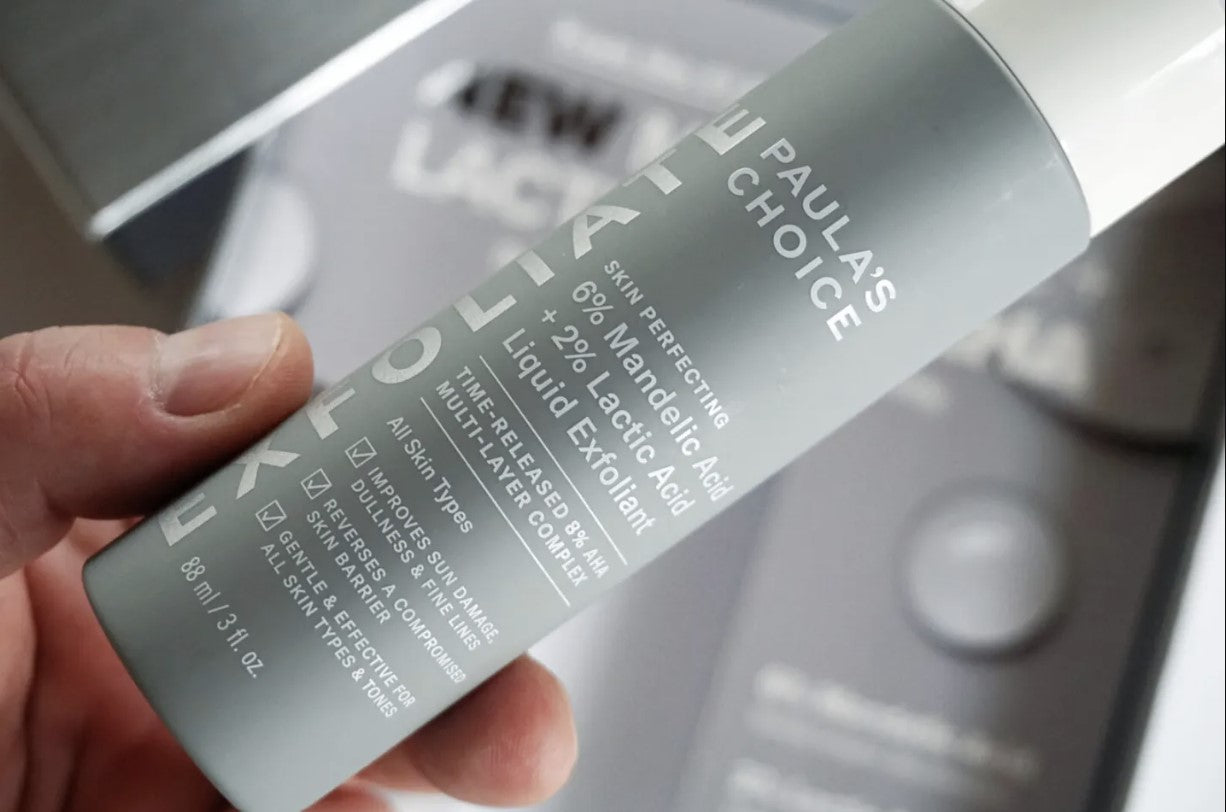 PAULA'S
CHOICE
SKIN PERFECTING
6% Mandelic Acid
+ 2% Lactic Acid
Liquid Exfoliant
TIME-RELEASED 8% AHA
MULTI-LAYER COMPLEX
All Skin Types
☑ IMPROVES SUN DAMAGE,
DULLNESS & FINE LINES
☑ REVERSES A COMPROMISED
SKIN BARRIER
☑ GENTLE & EFFECTIVE FOR
ALL SKIN TYPES & TONES
88 ml / 3 fl. oz.
EXFOLIATE
NEW